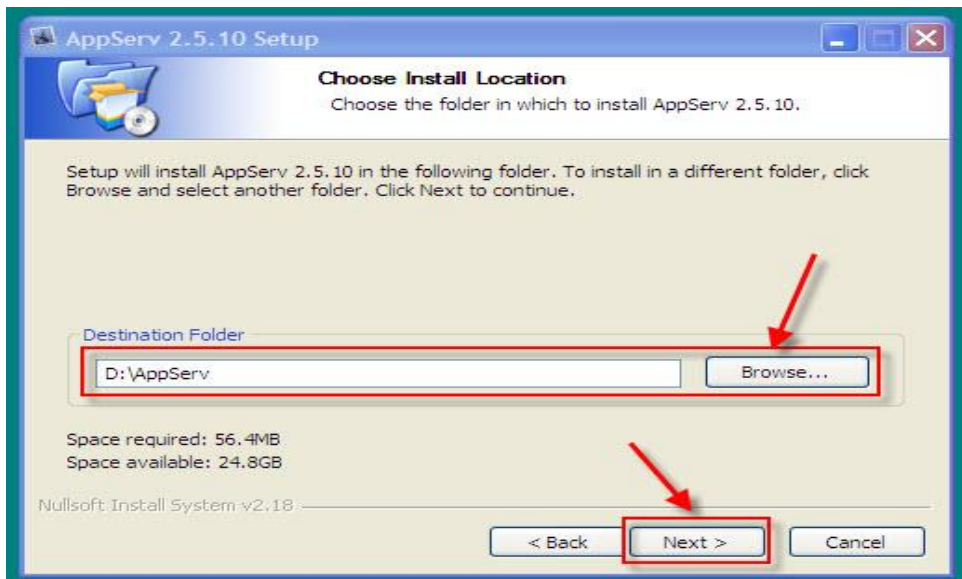 AppServ 2.5.10 Setup
Choose Install Location
Choose the folder in which to install AppServ 2.5.10.
Setup will install AppServ 2.5.10 in the following folder. To install in a different folder, click
Browse and select another folder. Click Next to continue.
Destination Folder
D:\AppServ
Browse...
Space required: 56.4MB
Space available: 24.8GB
Nullsoft Install System v2.18
< Back
Next >
Cancel